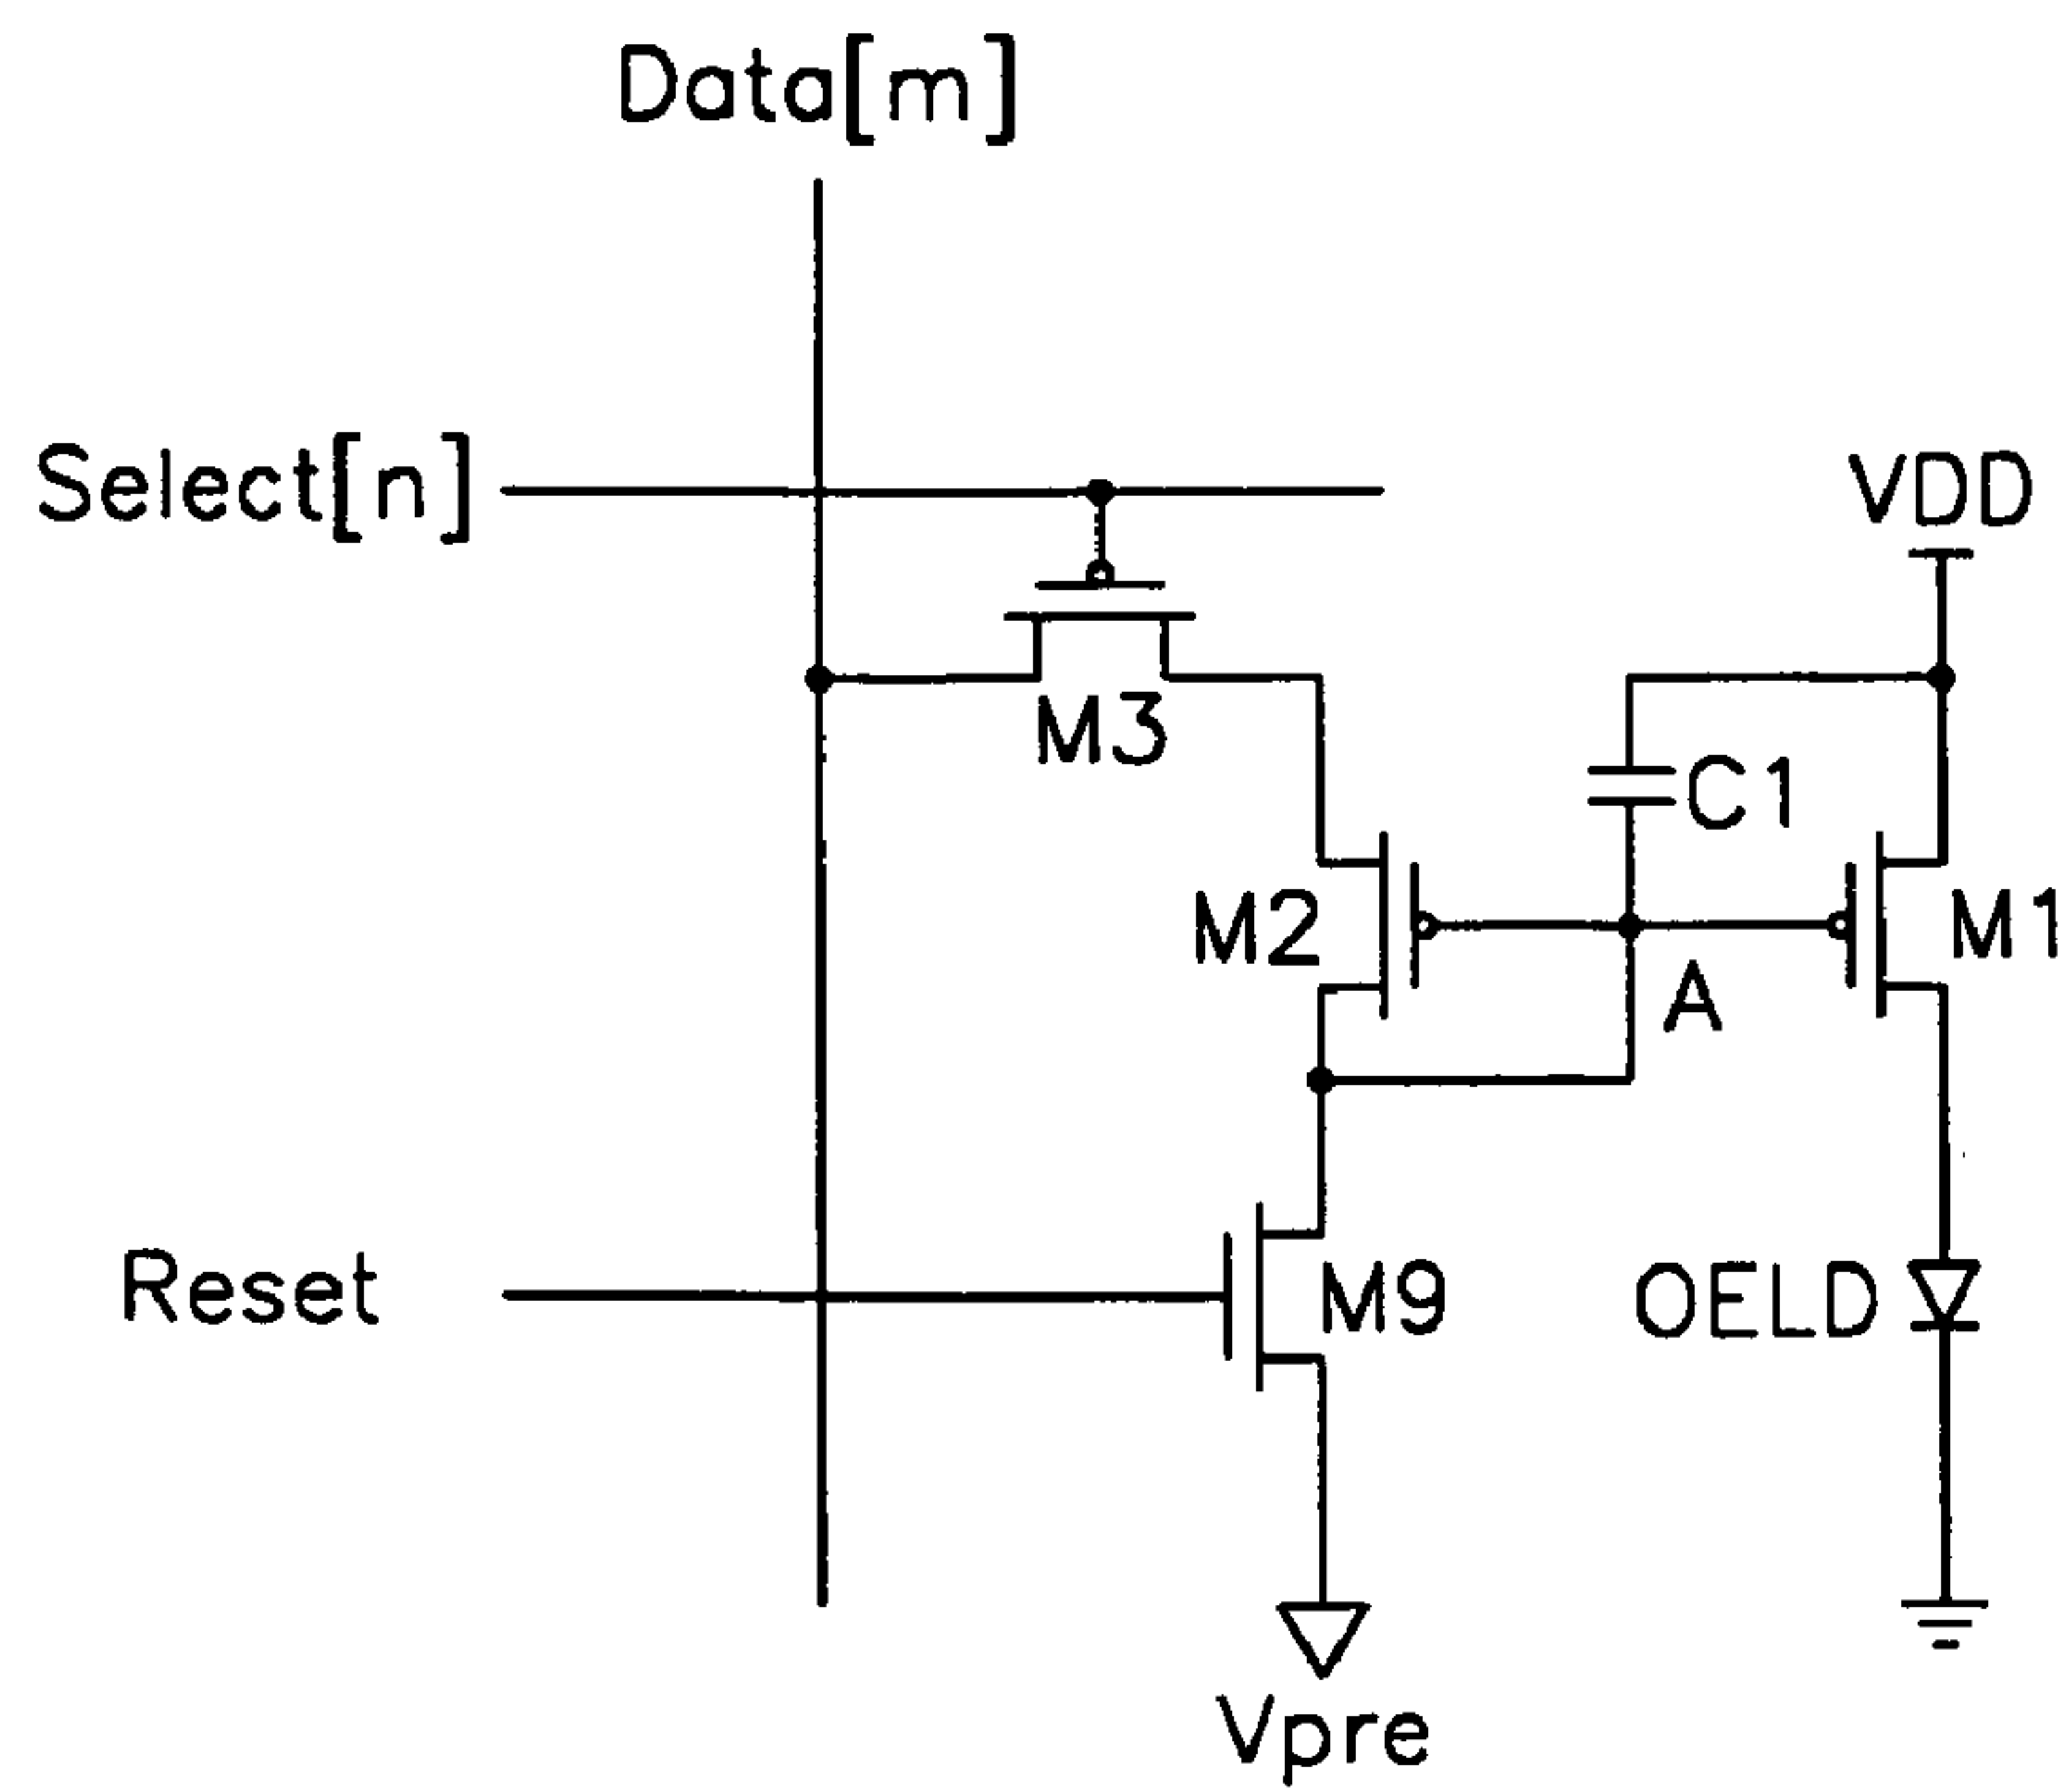 Data[m]
Select[n]
VDD
M3
C1
M2
M1
A
Reset
M9
OELD
Vpre